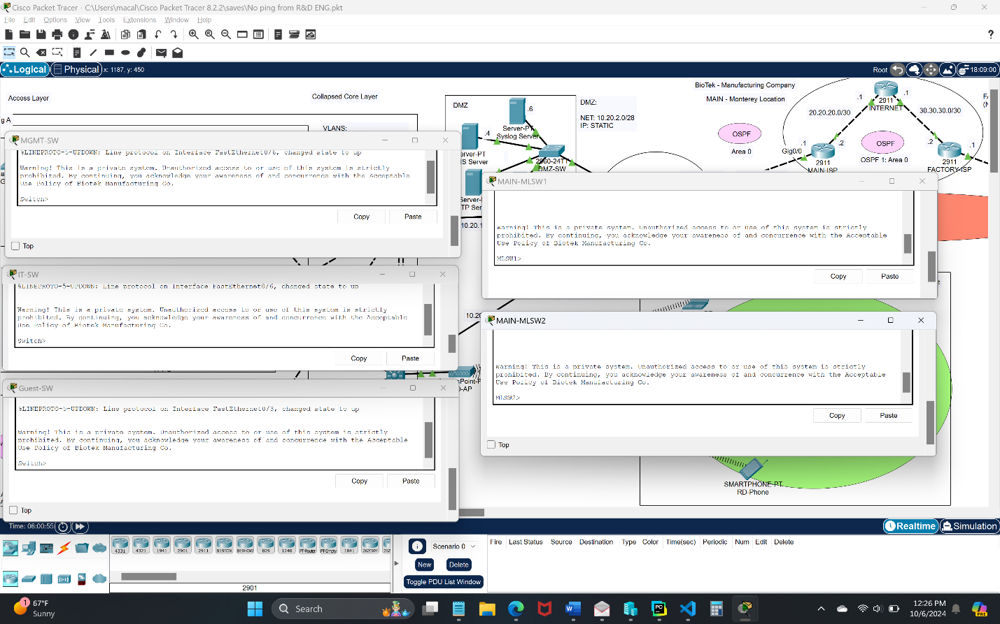 Cisco Packet Tracer - C:\Users\macal\Cisco Packet Tracer 8.2.2\saves\No ping from R&D ENG.pkt
File Edit Options View Tools Extensions Window Help
?
Logical Physical x: 1187, y: 450
Root 18:09:00
Access Layer
Collapsed Core Layer
g A
VLANS:
DMZ
.6
Server-PT
Syslog Server
.4
erver-PT
S Server
2960-24TT
DMZ-SW
Server-
TP Ser
10.20.1
DMZ:
NET: 10.20.2.0/28
IP: STATIC
BioTek - Manufacturing Company
MAIN - Monterey Location
OSPF
Area 0
.1
2911
INTERNET
.1
20.20.20.0/30
30.30.30.0/30
OSPF
OSPF 1: Area 0
Gig0/0
.1
.2
2911
MAIN-ISP
.2
.1
2911
FACTORY-ISP
MGMT-SW
%LINEPROTO-5-UPDOWN: Line protocol on Interface FastEthernet0/6, changed state to up
Warning! This is a private system. Unauthorized access to or use of this system is strictly
prohibited. By continuing, you acknowledge your awareness of and concurrence with the Acceptable
Use Policy of Biotek Manufacturing Co.
Switch>
Copy Paste
Top
IT-SW
%LINEPROTO-5-UPDOWN: Line protocol on Interface FastEthernet0/6, changed state to up
Warning! This is a private system. Unauthorized access to or use of this system is strictly
prohibited. By continuing, you acknowledge your awareness of and concurrence with the Acceptable
Use Policy of Biotek Manufacturing Co.
Switch>
Copy Paste
Guest-SW
%LINEPROTO-5-UPDOWN: Line protocol on Interface FastEthernet0/3, changed state to up
Warning! This is a private system. Unauthorized access to or use of this system is strictly
prohibited. By continuing, you acknowledge your awareness of and concurrence with the Acceptable
Use Policy of Biotek Manufacturing Co.
Switch>
Copy Paste
Top
MAIN-MLSW1
Warning! This is a private system. Unauthorized access to or use of this system is strictly
prohibited. By continuing, you acknowledge your awareness of and concurrence with the Acceptable
Use Policy of Biotek Manufacturing Co.
MLSW1>
Copy Paste
10.20
MAIN-MLSW2
Warning! This is a private system. Unauthorized access to or use of this system is strictly
prohibited. By continuing, you acknowledge your awareness of and concurrence with the Acceptable
Use Policy of Biotek Manufacturing Co.
MLSW2>
Copy Paste
Top
sPoint-P
D-AP
SMARTPHONE-PT
RD-Phone
Time: 06:00:55
Realtime Simulation
4331 4321 1941 2901 2911 819IOX 819HGW 829 1240 PT-Router PT-Empty 1841 2620XM 262
2901
Scenario 0
New Delete
Toggle PDU List Window
Fire Last Status Source Destination Type Color Time(sec) Periodic Num Edit Delete
1
67°F
Sunny
Search
12:26 PM
10/6/2024